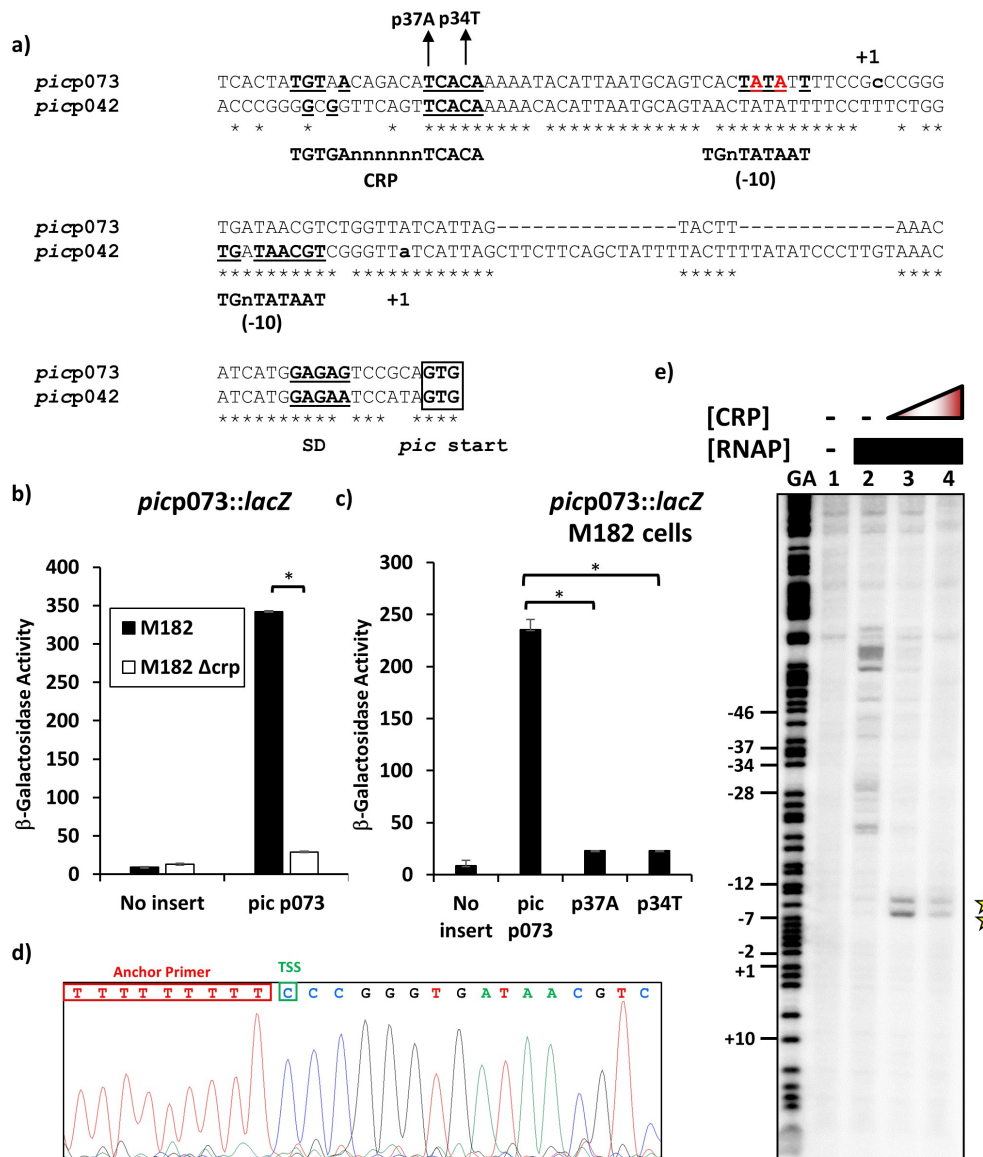 a)
p37A p34T
+1
picp073 TCACTATGTAACAGACATCACAAAAATACATTAATGCAGTCACTATATTTTCCGcCCGGG
picp042 ACCCGGGGCGGTTCAGTTCACAAAAATACATTAATGCAGTAACTATATTTTCCTTTCTGG
TGTGAnnnnnnTCACA TGnTATAAT
CRP (-10)
picp073 TGATAACGTCTGGTTATCATTAG---------------TACTT-------------AAAC
picp042 TGATAACGTCGGGTTaTCATTAGCTTCTTCAGCTATTTTACTTTTATATCCCTTGTAAAAC
TGnTATAAT +1
(-10)
picp073 ATCATGGAGAGTCCGCAGTG
picp042 ATCATGGAGAATCCATAGTG
SD pic start
b)
picp073::lacZ
β-Galactosidase Activity
400
350
300
250
200
150
100
50
0
M182
M182 Δcrp
*
No insert pic p073
c)
picp073::lacZ
M182 cells
β-Galactosidase Activity
300
250
200
150
100
50
0
*
*
No insert
pic p073
p37A
p34T
d)
Anchor Primer TSS
T T T T T T T T T C C C G G G T G A T A A C G T C
e)
[CRP] - -
[RNAP] -
GA 1 2 3 4
-46
-37
-34
-28
-12
-7
-2
+1
+10